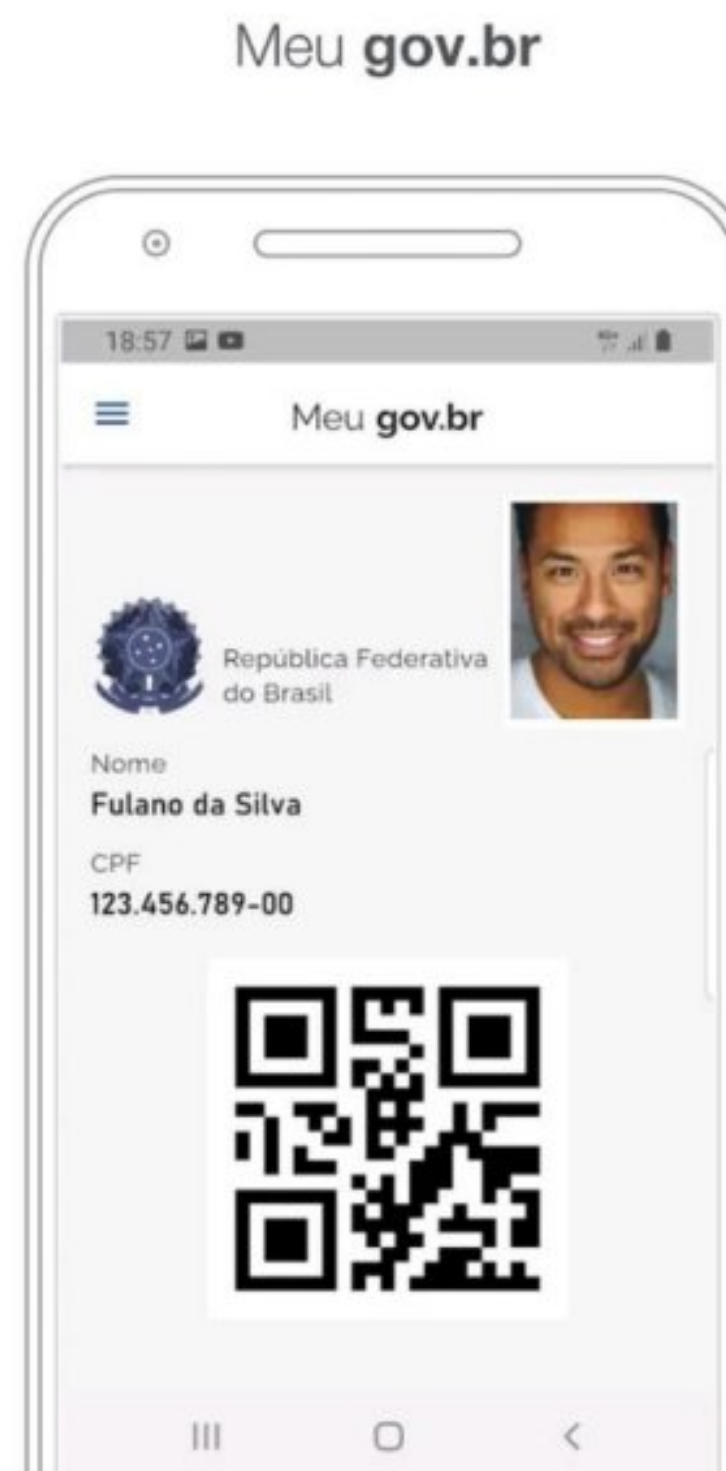 Meu gov.br
18:57
Meu gov.br
República Federativa
do Brasil
Nome
Fulano da Silva
CPF
123.456.789-00